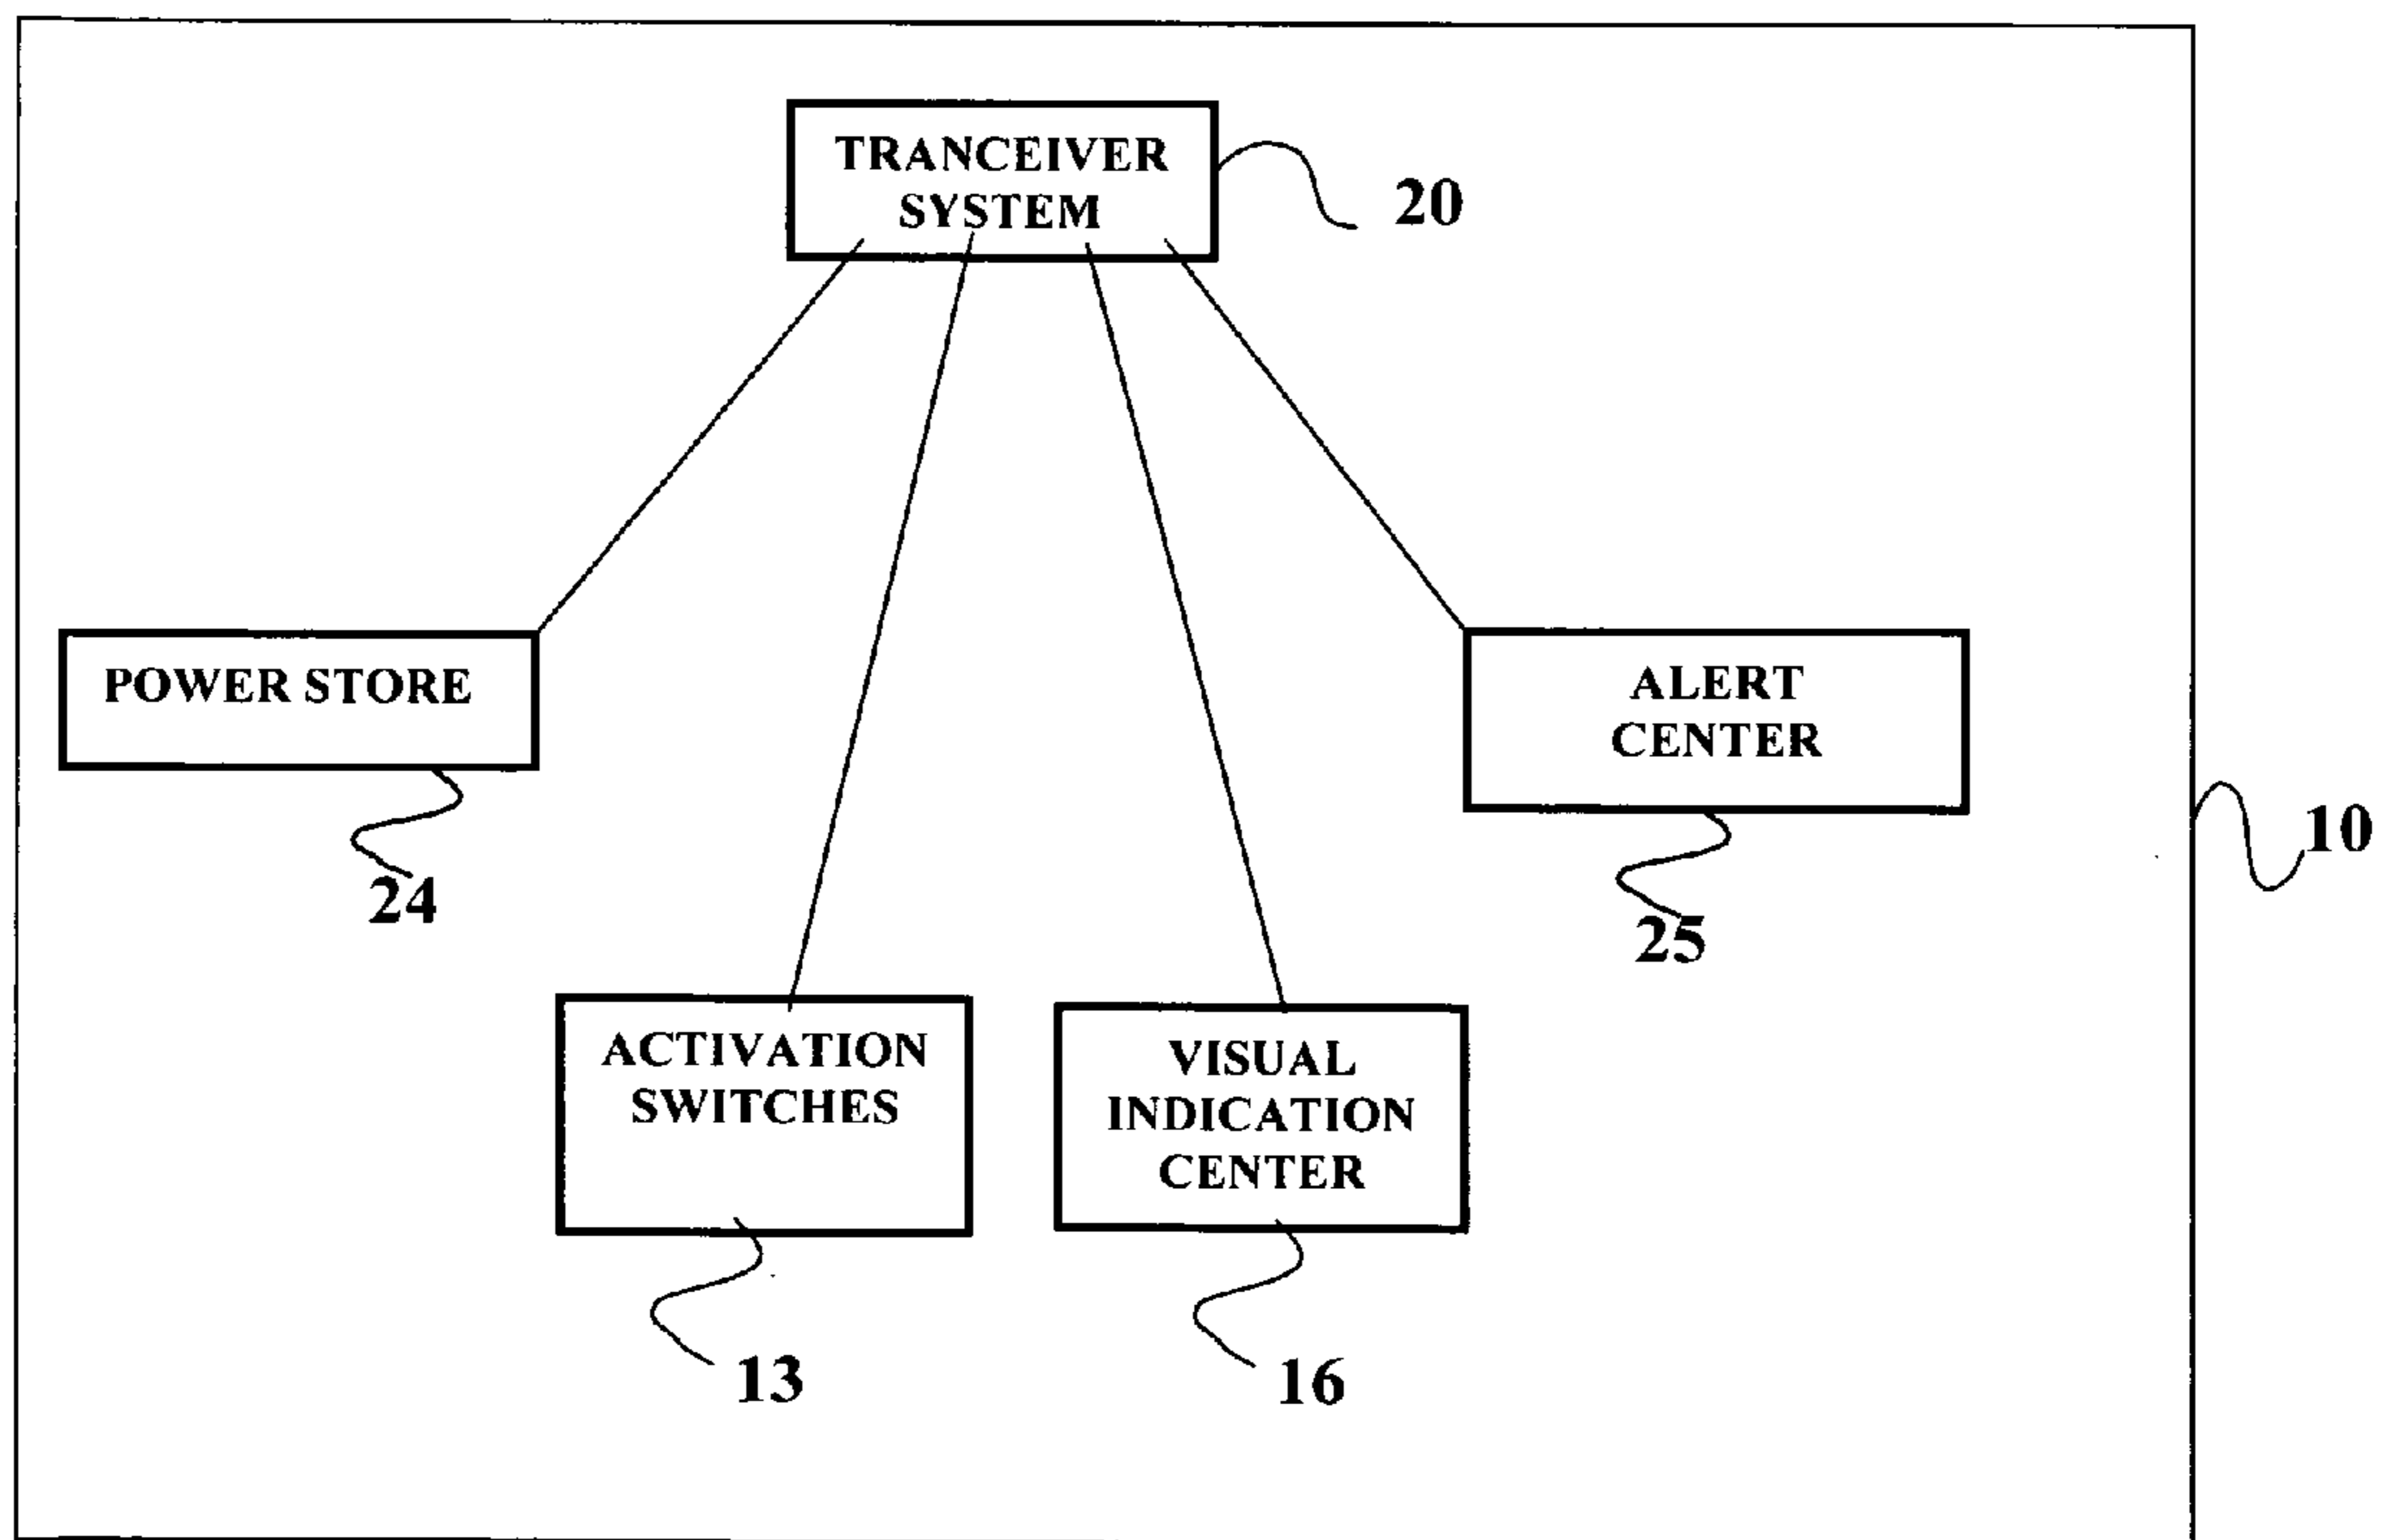 TRANCEIVER
SYSTEM
20
POWER STORE
ALERT
CENTER
10
24
25
ACTIVATION
SWITCHES
VISUAL
INDICATION
CENTER
13
16